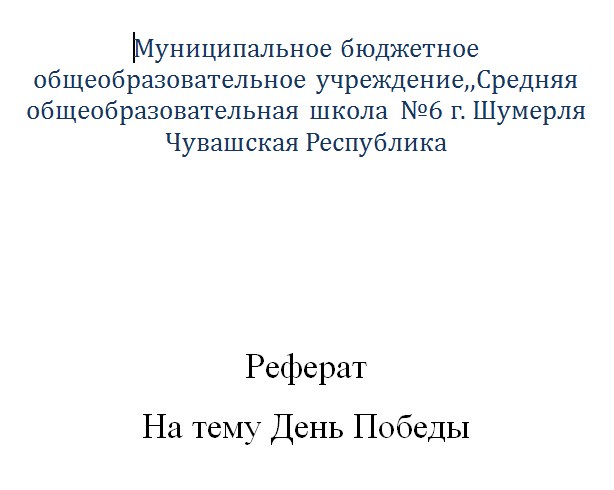 Муниципальное бюджетное
общеобразовательное учреждение,,Средняя
общеобразовательная школа №6 г. Шумерля
Чувашская Республика
Реферат
На тему День Победы